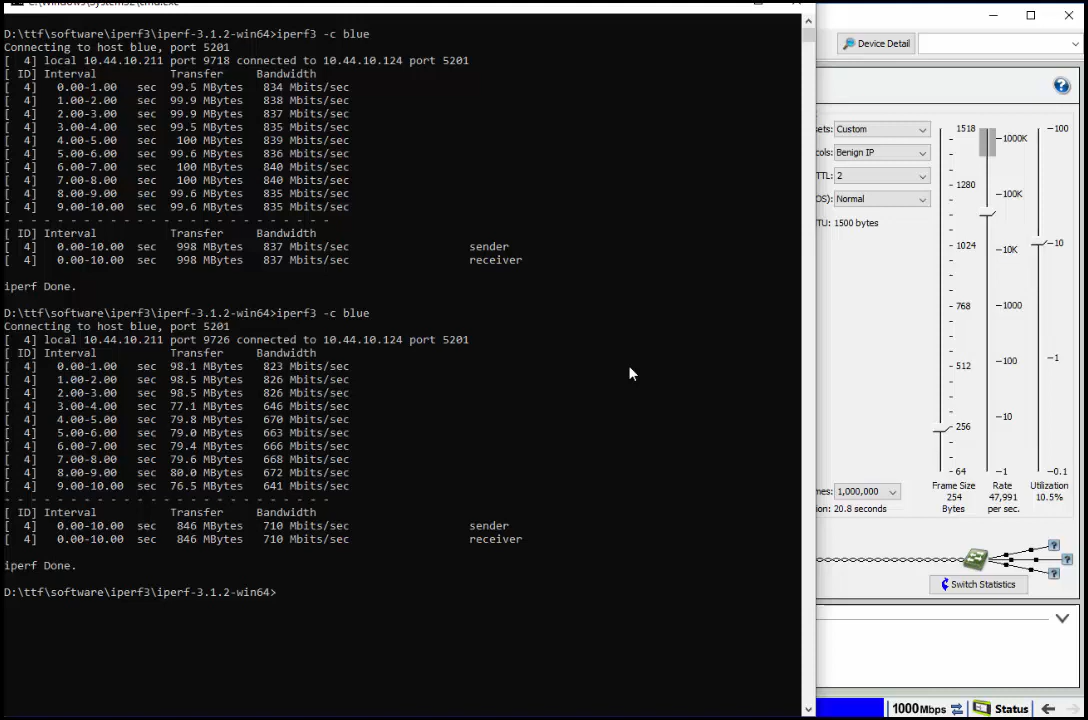 C:\Windows\System32\cmd.exe
D:\ttf\software\iperf3\iperf-3.1.2-win64>iperf3 -c blue
Connecting to host blue, port 5201
[  4] local 10.44.10.211 port 9718 connected to 10.44.10.124 port 5201
[ ID] Interval           Transfer     Bandwidth
[  4]   0.00-1.00   sec  99.5 MBytes   834 Mbits/sec
[  4]   1.00-2.00   sec  99.9 MBytes   838 Mbits/sec
[  4]   2.00-3.00   sec  99.9 MBytes   837 Mbits/sec
[  4]   3.00-4.00   sec  99.5 MBytes   835 Mbits/sec
[  4]   4.00-5.00   sec   100 MBytes   839 Mbits/sec
[  4]   5.00-6.00   sec  99.6 MBytes   836 Mbits/sec
[  4]   6.00-7.00   sec   100 MBytes   840 Mbits/sec
[  4]   7.00-8.00   sec   100 MBytes   840 Mbits/sec
[  4]   8.00-9.00   sec  99.6 MBytes   835 Mbits/sec
[  4]   9.00-10.00  sec  99.6 MBytes   835 Mbits/sec
- - - - - - - - - - - - - - - - - - - - - - - - -
[ ID] Interval           Transfer     Bandwidth
[  4]   0.00-10.00  sec   998 MBytes   837 Mbits/sec                  sender
[  4]   0.00-10.00  sec   998 MBytes   837 Mbits/sec                  receiver
iperf Done.
D:\ttf\software\iperf3\iperf-3.1.2-win64>iperf3 -c blue
Connecting to host blue, port 5201
[  4] local 10.44.10.211 port 9726 connected to 10.44.10.124 port 5201
[ ID] Interval           Transfer     Bandwidth
[  4]   0.00-1.00   sec  98.1 MBytes   823 Mbits/sec
[  4]   1.00-2.00   sec  98.5 MBytes   826 Mbits/sec
[  4]   2.00-3.00   sec  98.5 MBytes   826 Mbits/sec
[  4]   3.00-4.00   sec  77.1 MBytes   646 Mbits/sec
[  4]   4.00-5.00   sec  79.8 MBytes   670 Mbits/sec
[  4]   5.00-6.00   sec  79.0 MBytes   663 Mbits/sec
[  4]   6.00-7.00   sec  79.4 MBytes   666 Mbits/sec
[  4]   7.00-8.00   sec  79.6 MBytes   668 Mbits/sec
[  4]   8.00-9.00   sec  80.0 MBytes   672 Mbits/sec
[  4]   9.00-10.00  sec  76.5 MBytes   641 Mbits/sec
- - - - - - - - - - - - - - - - - - - - - - - - -
[ ID] Interval           Transfer     Bandwidth
[  4]   0.00-10.00  sec   846 MBytes   710 Mbits/sec                  sender
[  4]   0.00-10.00  sec   846 MBytes   710 Mbits/sec                  receiver
iperf Done.
D:\ttf\software\iperf3\iperf-3.1.2-win64>
Device Detail
sets: Custom
cols: Benign IP
TTL: 2
OS): Normal
TU: 1500 bytes
mes: 1,000,000
on: 20.8 seconds
1518
1280
1024
768
512
256
64
Frame Size
254
Bytes
1000K
100K
10K
1000
100
10
1
Rate
47,991
per sec.
100
10
1
0.1
Utilization
10.5%
Switch Statistics
1000Mbps
Status